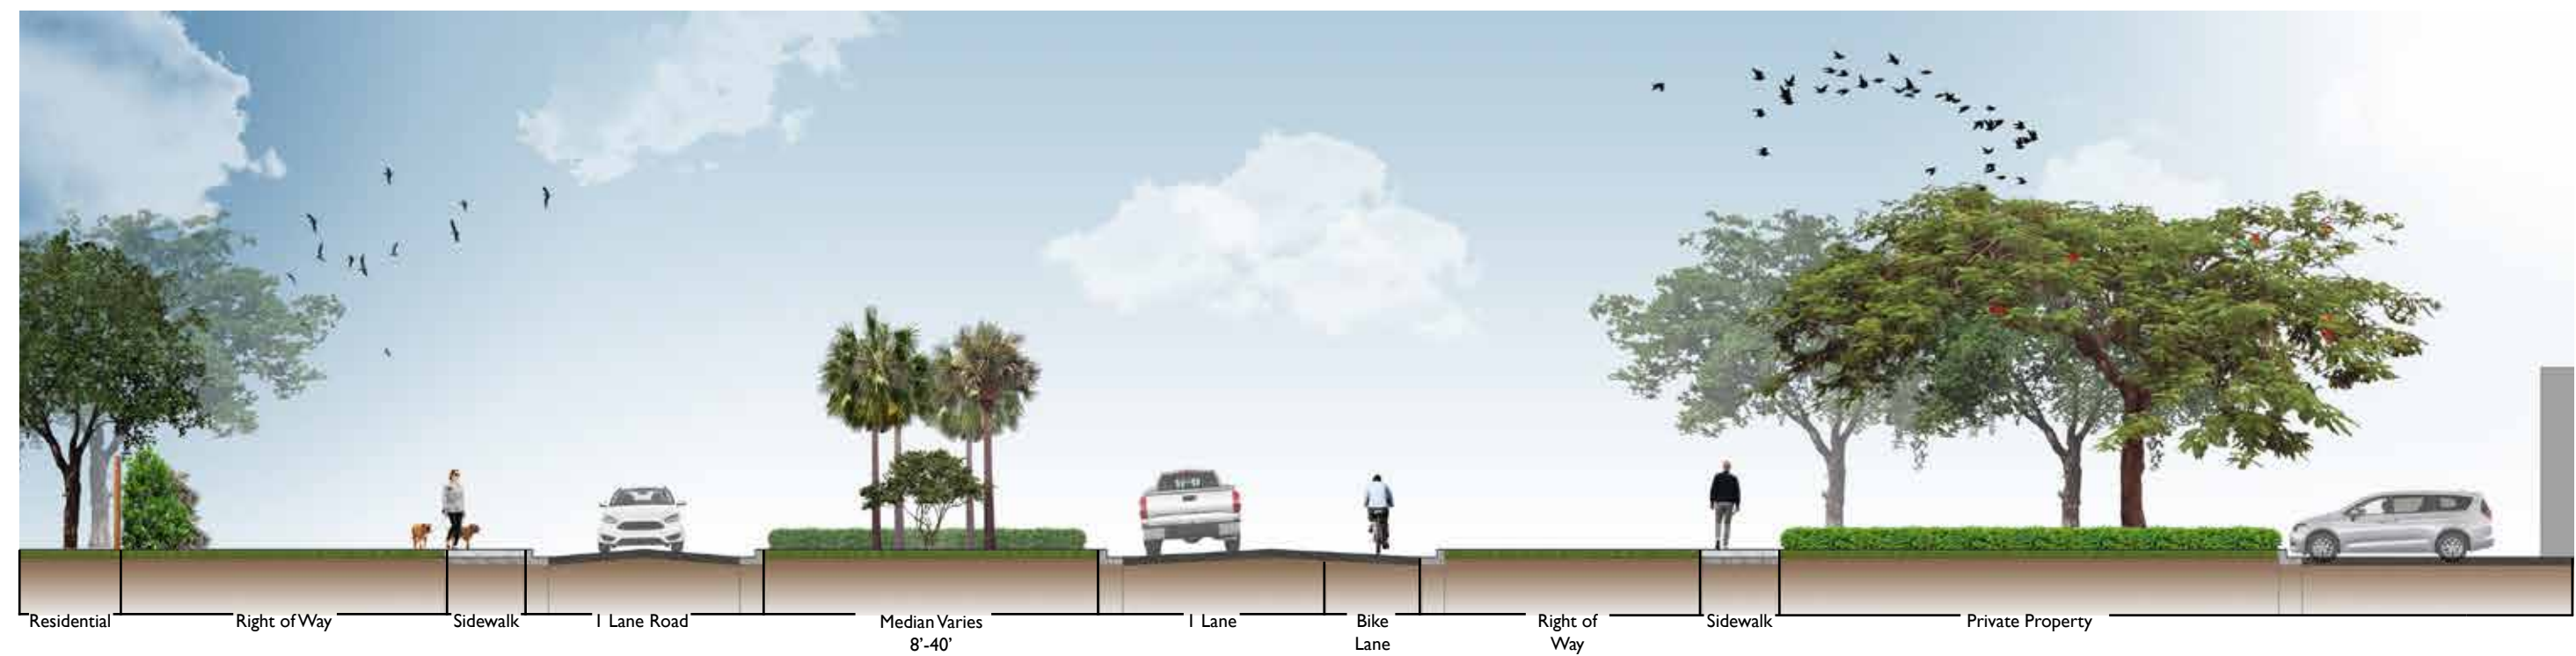 Residential
Right of Way
Sidewalk
1 Lane Road
Median Varies
8'-40'
1 Lane
Bike
Lane
Right of
Way
Sidewalk
Private Property